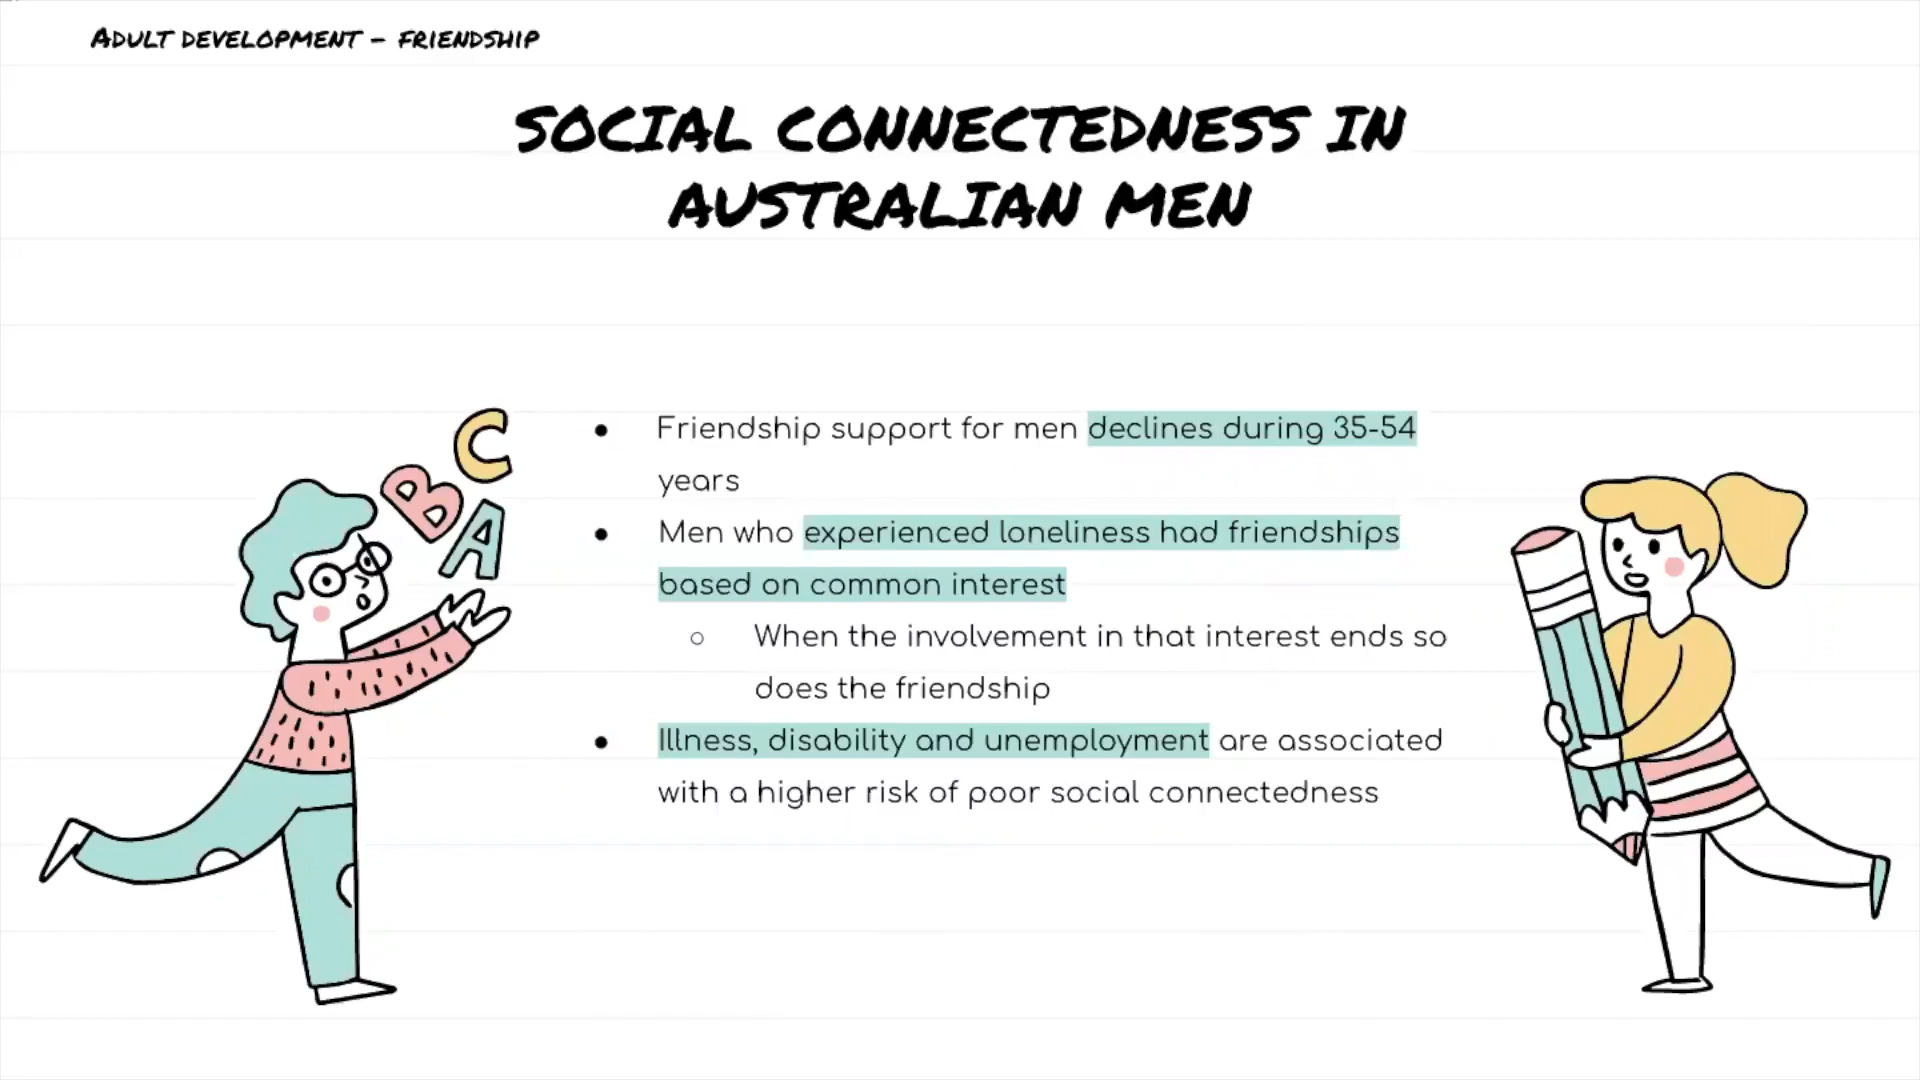 ADULT DEVELOPMENT - FRIENDSHIP
SOCIAL CONNECTEDNESS IN
AUSTRALIAN MEN
C
B
A
● Friendship support for men declines during 35-54
years
● Men who experienced loneliness had friendships
based on common interest
○ When the involvement in that interest ends so
does the friendship
● Illness, disability and unemployment are associated
with a higher risk of poor social connectedness